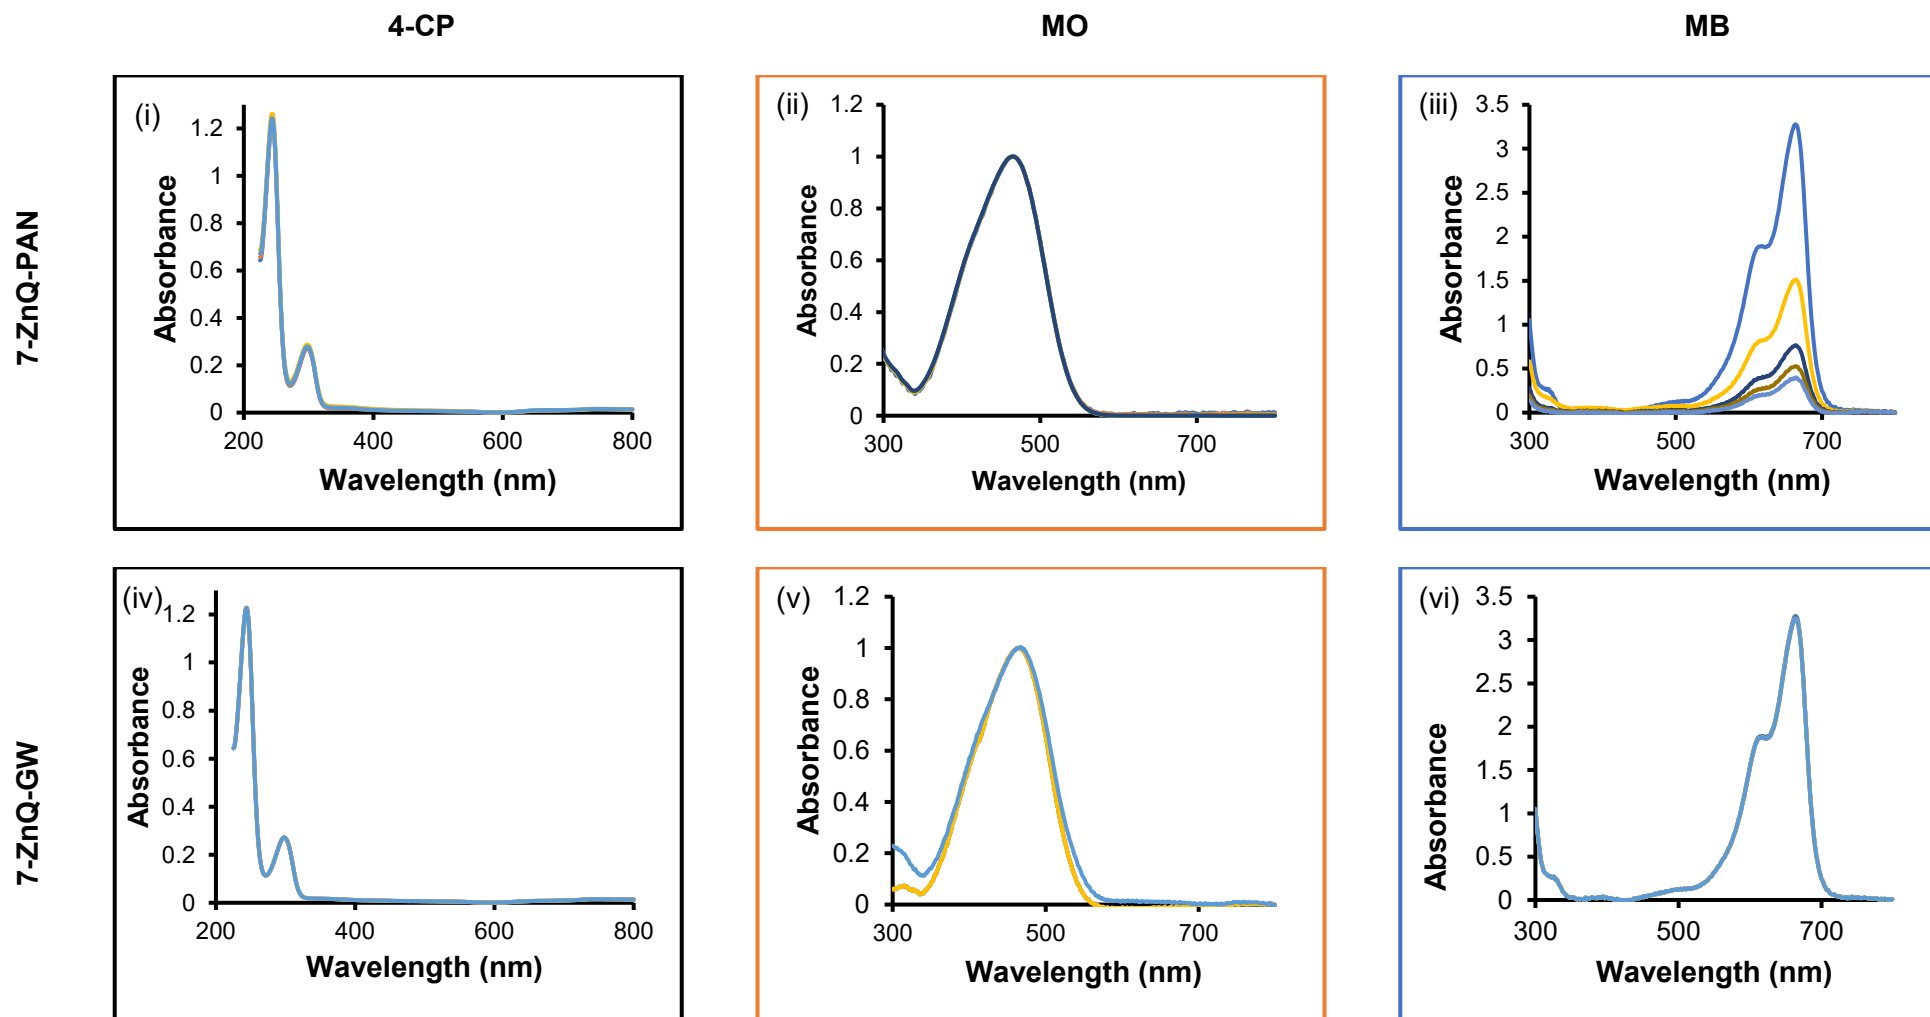 4-CP
MO
MB
7-ZnQ-PAN
(i)
1.2
1
0.8
0.6
0.4
0.2
0
200
400
600
800
Absorbance
Wavelength (nm)
(ii)
1.2
1
0.8
0.6
0.4
0.2
0
300
500
700
Absorbance
Wavelength (nm)
(iii)
3.5
3
2.5
2
1.5
1
0.5
0
300
500
700
Absorbance
Wavelength (nm)
7-ZnQ-GW
(iv)
1.2
1
0.8
0.6
0.4
0.2
0
200
400
600
800
Absorbance
Wavelength (nm)
(v)
1.2
1
0.8
0.6
0.4
0.2
0
300
500
700
Absorbance
Wavelength (nm)
(vi)
3.5
3
2.5
2
1.5
1
0.5
0
300
500
700
Absorbance
Wavelength (nm)